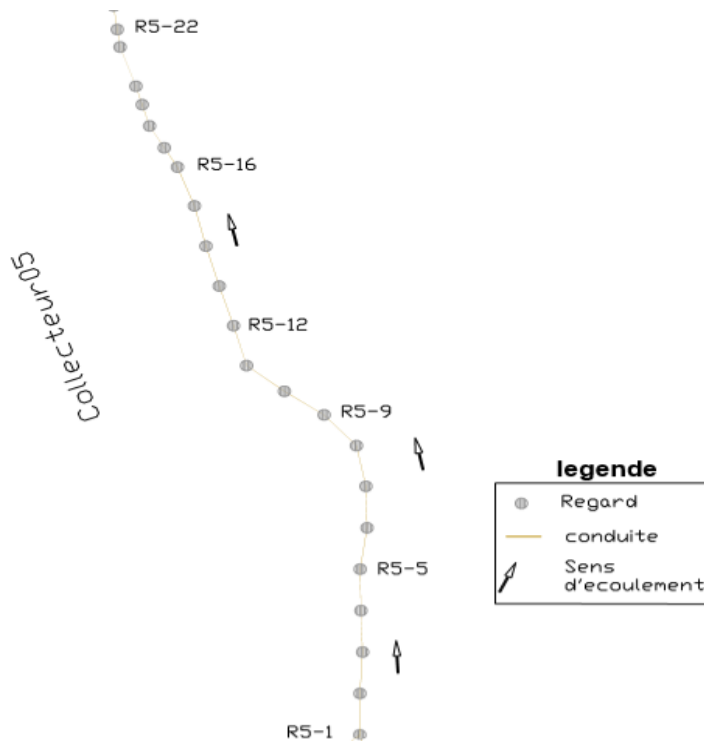 R5-22
R5-16
Collecteur05
R5-12
R5-9
legende
Regard
conduite
Sens
d'ecoulement
R5-5
R5-1